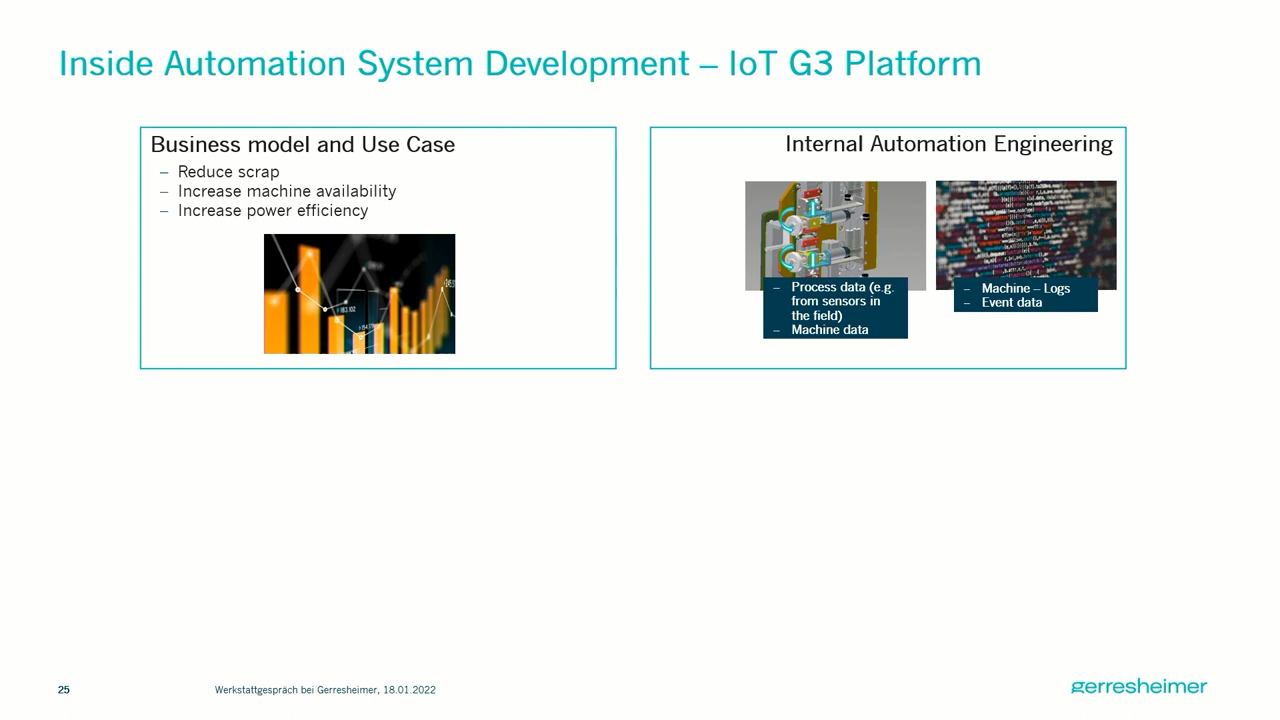 Inside Automation System Development – IoT G3 Platform
Business model and Use Case
– Reduce scrap
– Increase machine availability
– Increase power efficiency
Internal Automation Engineering
– Process data (e.g.
from sensors in
the field)
– Machine data
– Machine – Logs
– Event data
25
Werkstattgespräch bei Gerresheimer, 18.01.2022
gerresheimer